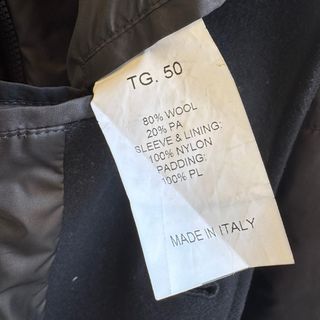 TG. 50
80% WOOL
20% PA
SLEEVE & LINING:
100% NYLON
PADDING:
100% PL
MADE IN ITALY